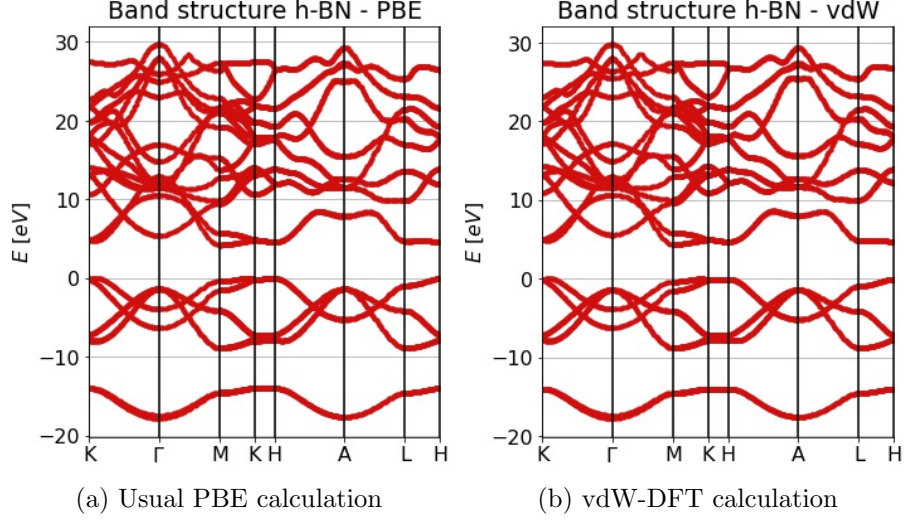 Band structure h-BN - PBE
30
20
10
0
−10
−20
E [eV]
K Γ M K H A L H
(a) Usual PBE calculation
Band structure h-BN - vdW
30
20
10
0
−10
−20
E [eV]
K Γ M K H A L H
(b) vdW-DFT calculation